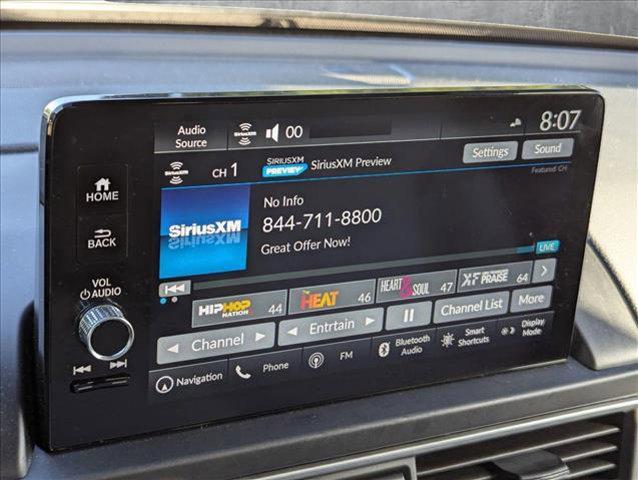 Audio Source
SiriusXM
00
8:07
SiriusXM
CH 1
SIRIUSXM PREVIEW
SiriusXM Preview
Settings
Sound
Featured CH
HOME
BACK
VOL
AUDIO
SiriusXM
No Info
844-711-8800
Great Offer Now!
LIVE
HIPHOP NATION 44
HEAT 46
HEART & SOUL 47
PRAISE 64
Channel
Entrtain
Channel List
More
Navigation
Phone
FM
Bluetooth Audio
Smart Shortcuts
Display Mode